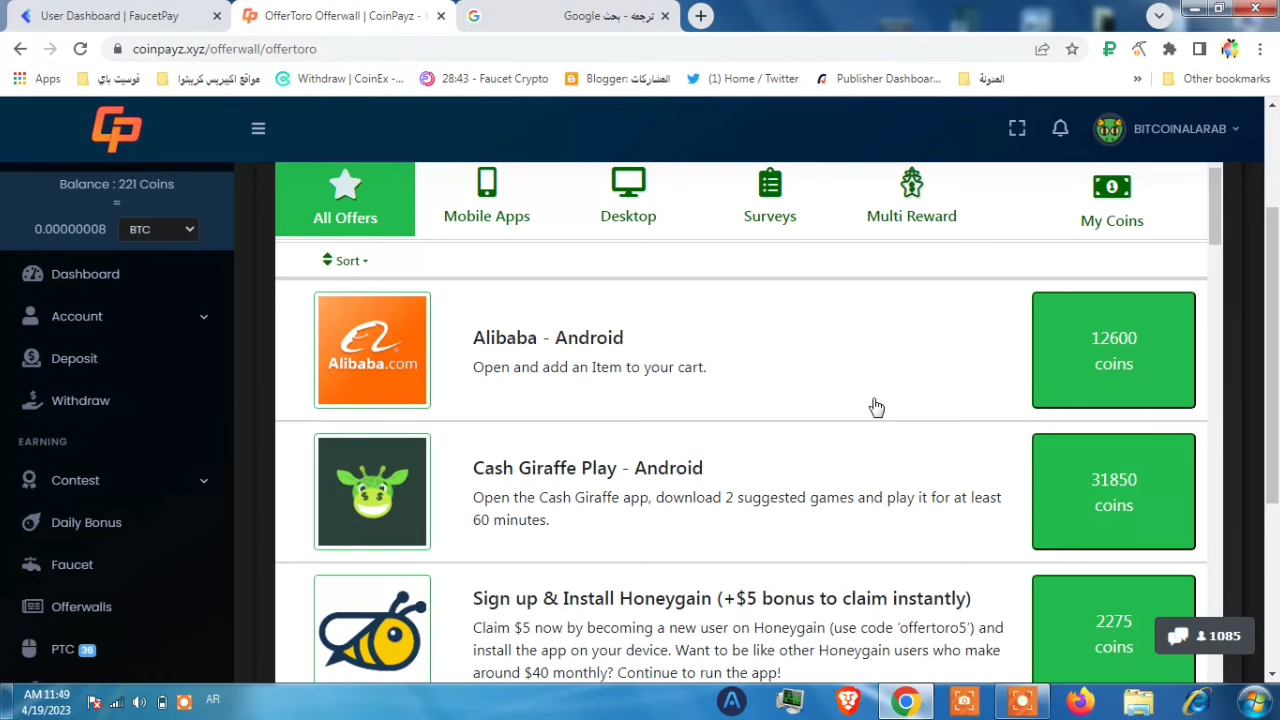 User Dashboard | FaucetPay
OfferToro Offerwall | CoinPayz
ترجمه - بحث Google
coinpayz.xyz/offerwall/offertoro
Apps
فوسيت باي
مواقع اكسبريس كريبتوا
Withdraw | CoinEx -...
28:43 - Faucet Crypto
Blogger: المشاركات
(1) Home / Twitter
Publisher Dashboar...
المدونة
»
Other bookmarks
CP
BITCOINALARAB
Balance : 221 Coins
=
0.00000008 BTC
Dashboard
Account
Deposit
Withdraw
EARNING
Contest
Daily Bonus
Faucet
Offerwalls
PTC 36
All Offers
Mobile Apps
Desktop
Surveys
Multi Reward
My Coins
Sort
Alibaba.com
Alibaba - Android
Open and add an Item to your cart.
12600
coins
Cash Giraffe Play - Android
Open the Cash Giraffe app, download 2 suggested games and play it for at least
60 minutes.
31850
coins
Sign up & Install Honeygain (+$5 bonus to claim instantly)
Claim $5 now by becoming a new user on Honeygain (use code ‘offertoro5’) and
install the app on your device. Want to be like other Honeygain users who make
around $40 monthly? Continue to run the app!
2275
coins
1085
AM 11:49
4/19/2023
AR